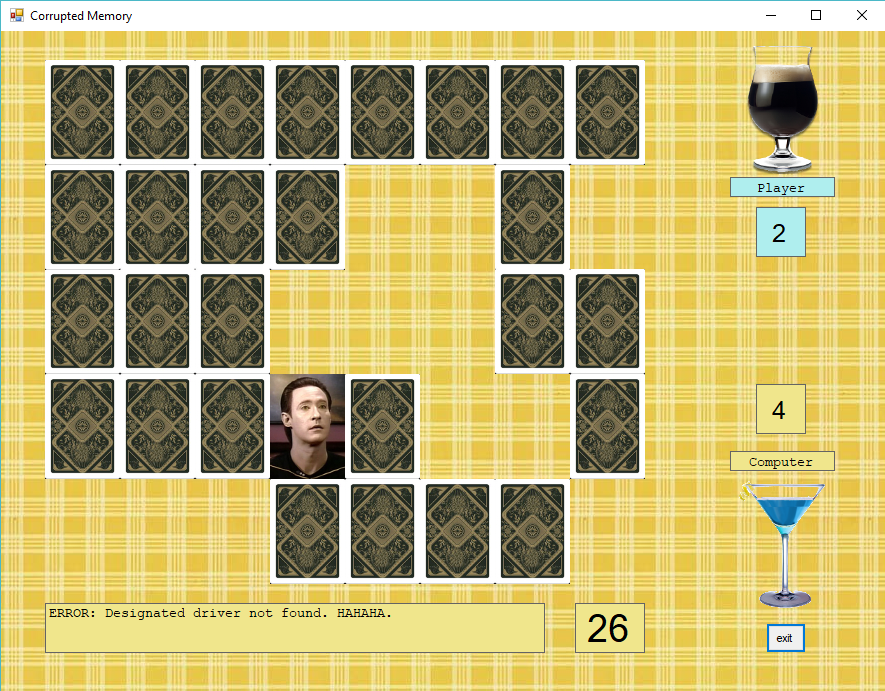 Corrupted Memory
Player
2
4
Computer
ERROR: Designated driver not found. HAHAHA.
26
exit